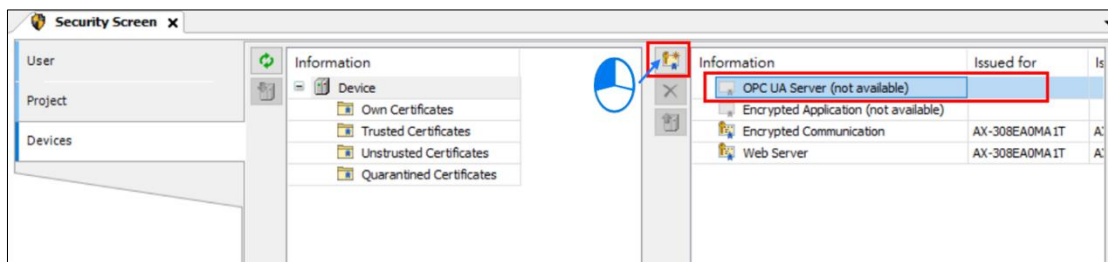 Security Screen X
User
Project
Devices
Information
Device
Own Certificates
Trusted Certificates
Unstrusted Certificates
Quarantined Certificates
Information Issued for Is
OPC UA Server (not available)
Encrypted Application (not available)
Encrypted Communication AX-308EA0MA1T A
Web Server AX-308EA0MA1T A